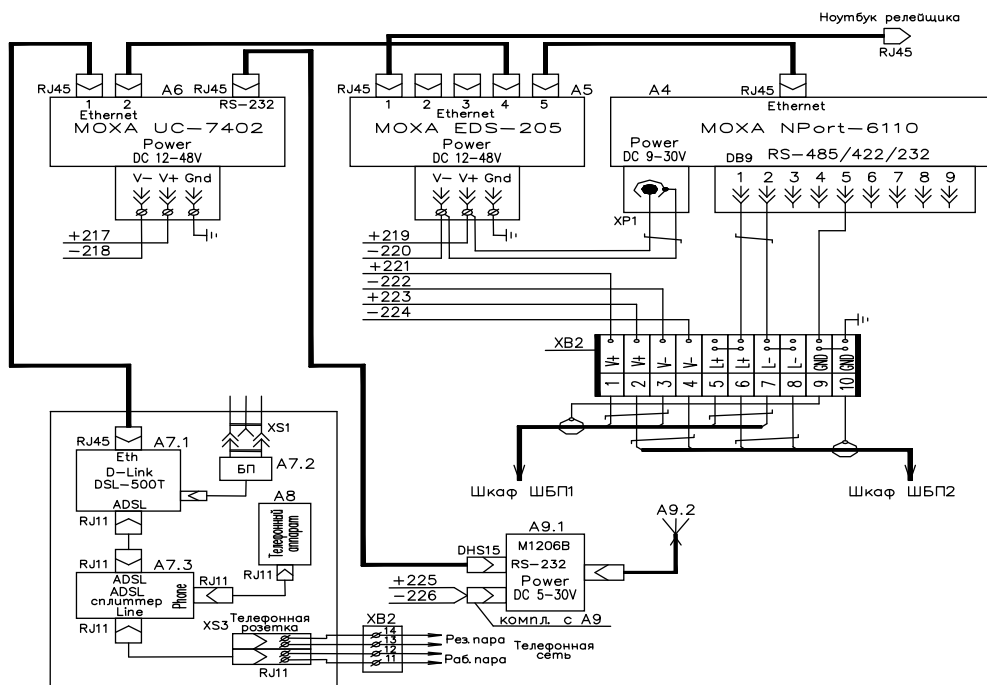 Ноутбук релейщика
RJ45
RJ45 A6 RJ45
1 2 RS-232
Ethernet
MOXA UC-7402
Power
DC 12-48V
V- V+ Gnd
+217
-218
RJ45 A5
1 2 3 4 5
Ethernet
MOXA EDS-205
Power
DC 12-48V
V- V+ Gnd
+219
-220
+221
-222
+223
-224
A4 RJ45
Ethernet
MOXA NPort-6110
Power
DC 9-30V
RS-485/422/232
DB9
1 2 3 4 5 6 7 8 9
XP1
XB2
V+ V+ V- V- L+ L+ L- L- GND GND
1 2 3 4 5 6 7 8 9 10
Шкаф ШБП1
Шкаф ШБП2
XS1
RJ45 A7.1
Eth
D-Link
DSL-500T
ADSL
RJ11
БП
A7.2
A8
Телефонный
аппарат
RJ11
RJ11 A7.3
ADSL
ADSL
сплиттер
Line
Phone
RJ11
RJ11
XS3
Телефонная
розетка
RJ11
XB2
14
13
12
11
Рез. пара
Раб. пара
Телефонная
сеть
A9.1
DHS15
M1206B
RS-232
Power
DC 5-30V
+225
-226
компл. с A9
A9.2